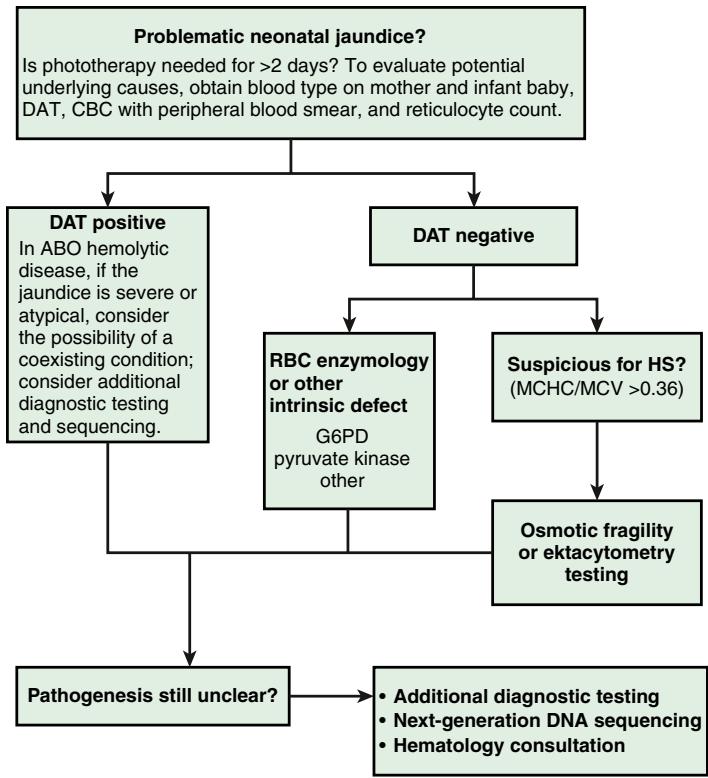 Problematic neonatal jaundice?
Is phototherapy needed for >2 days? To evaluate potential
underlying causes, obtain blood type on mother and infant baby,
DAT, CBC with peripheral blood smear, and reticulocyte count.
DAT positive
In ABO hemolytic
disease, if the
jaundice is severe or
atypical, consider
the possibility of a
coexisting condition;
consider additional
diagnostic testing
and sequencing.
DAT negative
RBC enzymology
or other
intrinsic defect
G6PD
pyruvate kinase
other
Suspicious for HS?
(MCHC/MCV >0.36)
Osmotic fragility
or ektacytometry
testing
Pathogenesis still unclear?
• Additional diagnostic testing
• Next-generation DNA sequencing
• Hematology consultation